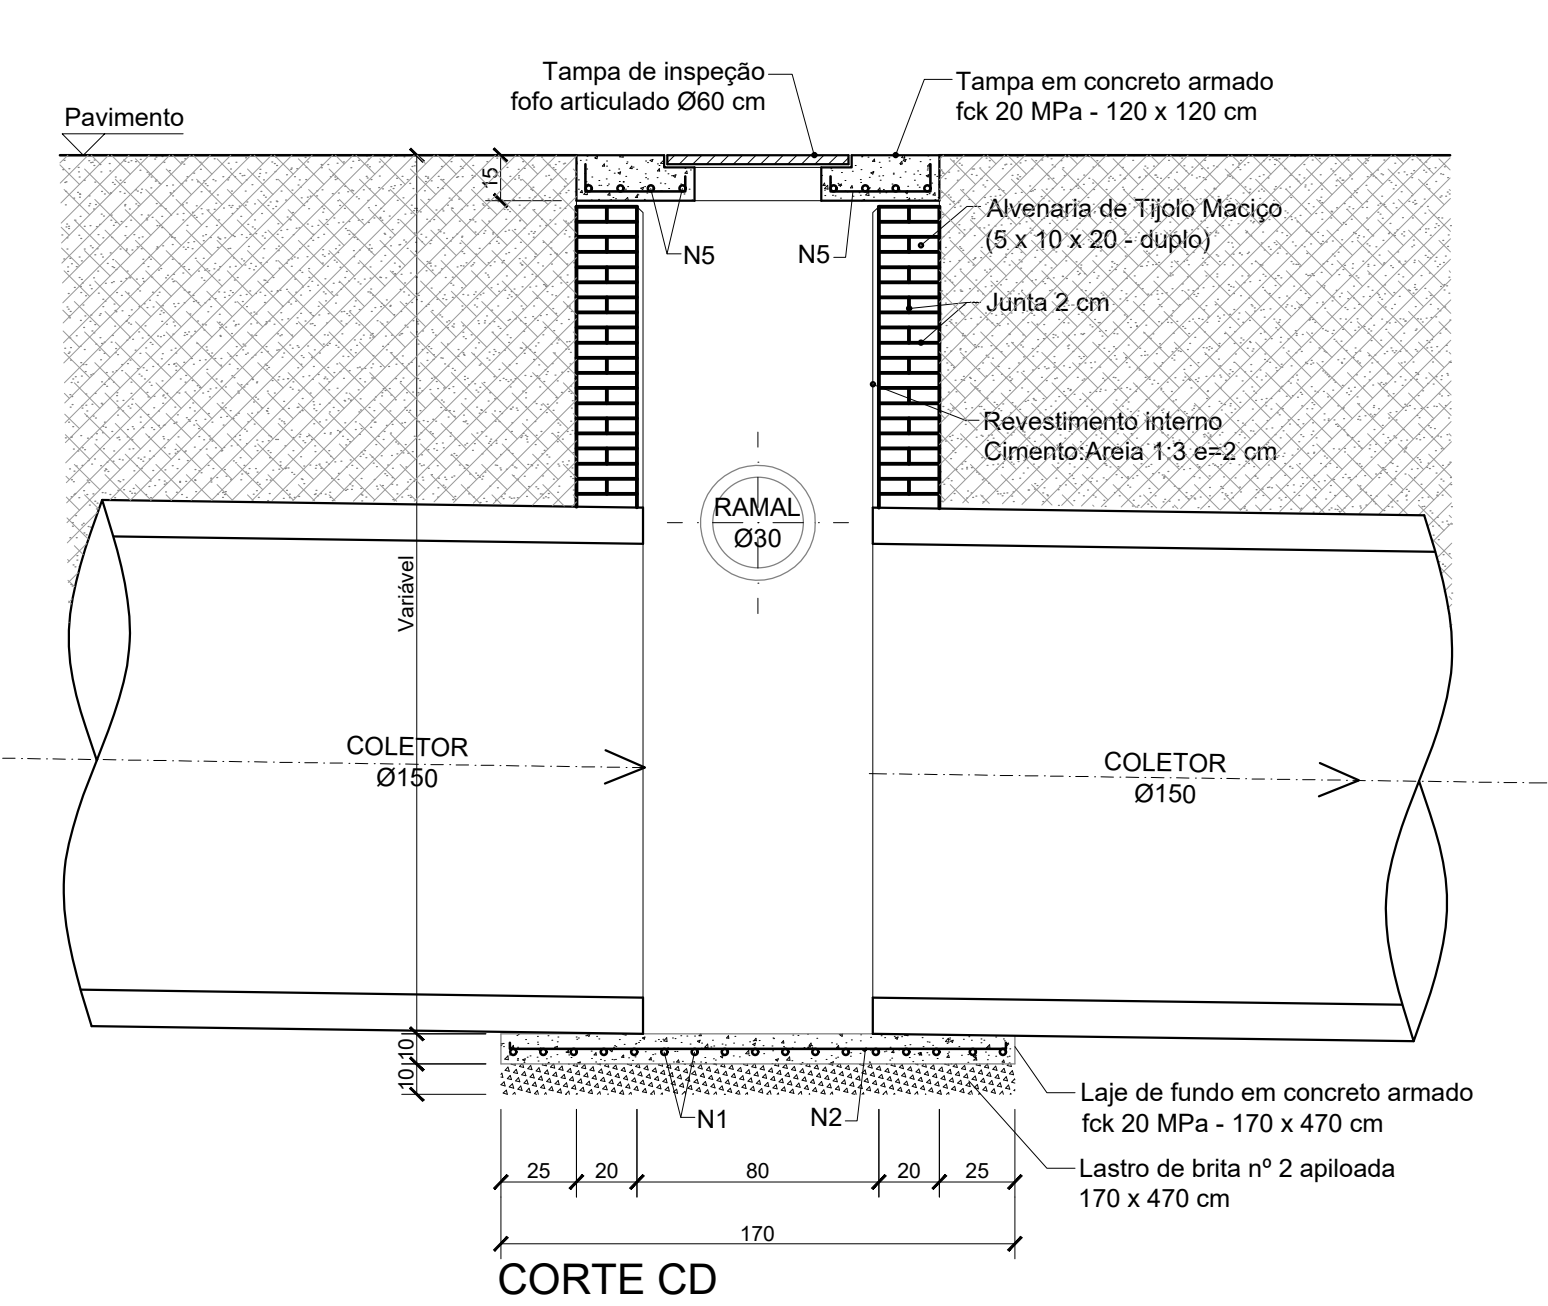 Tampa de inspeção
fofo articulado Ø60 cm
Tampa em concreto armado
fck 20 MPa - 120 x 120 cm
Pavimento
15
Alvenaria de Tijolo Maciço
(5 x 10 x 20 - duplo)
N5
N5
Junta 2 cm
Revestimento interno
Cimento:Areia 1:3 e=2 cm
RAMAL
Ø30
Variável
COLETOR
Ø150
COLETOR
Ø150
10
10
Laje de fundo em concreto armado
fck 20 MPa - 170 x 470 cm
N1
N2
Lastro de brita nº 2 apiloada
170 x 470 cm
25
20
80
20
25
170
CORTE CD